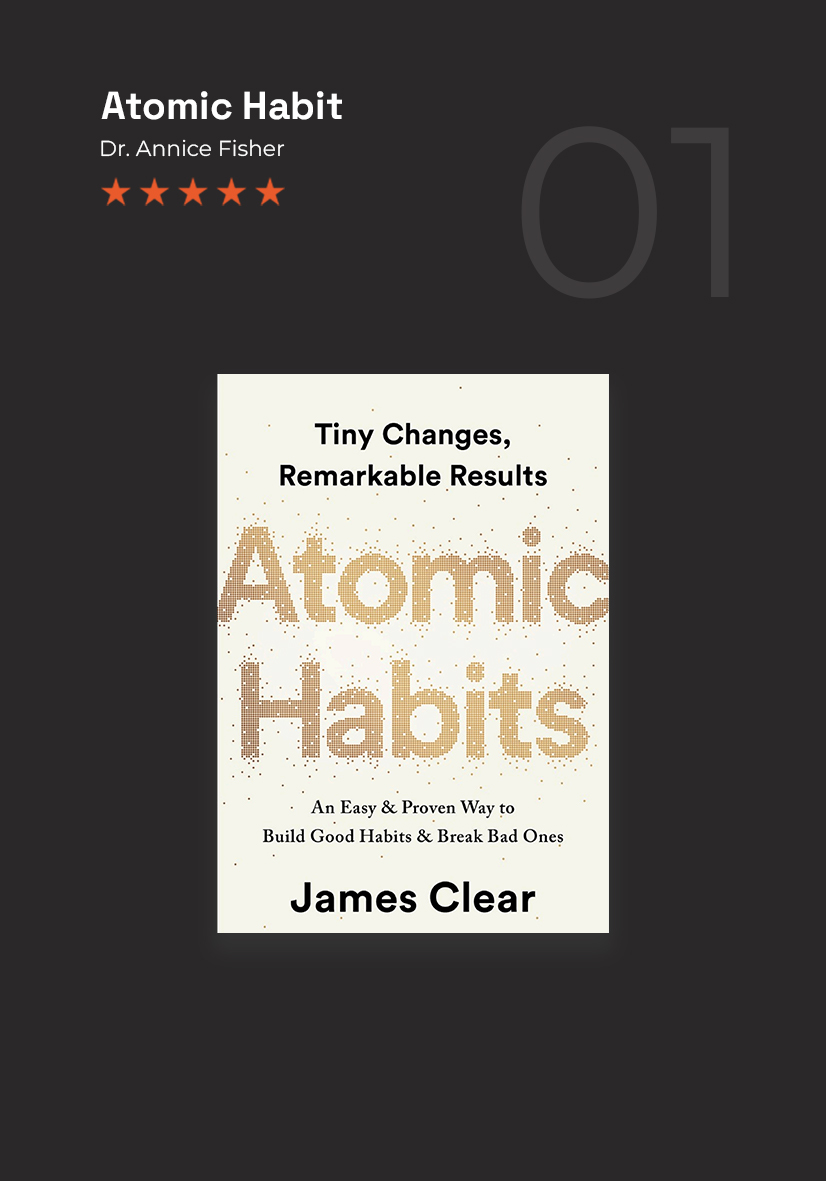 Atomic Habit
Dr. Annice Fisher
01
Tiny Changes,
Remarkable Results
Atomic
Habits
An Easy & Proven Way to
Build Good Habits & Break Bad Ones
James Clear